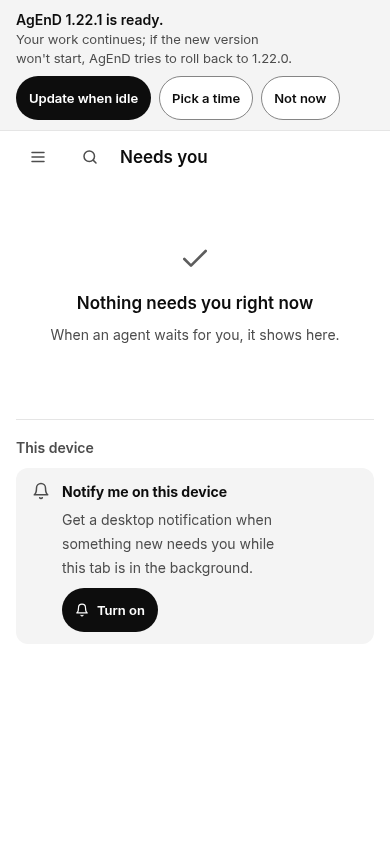 AgEnD 1.22.1 is ready.
Your work continues; if the new version
won't start, AgEnD tries to roll back to 1.22.0.
Update when idle
Pick a time
Not now
Needs you
Nothing needs you right now
When an agent waits for you, it shows here.
This device
Notify me on this device
Get a desktop notification when
something new needs you while
this tab is in the background.
Turn on